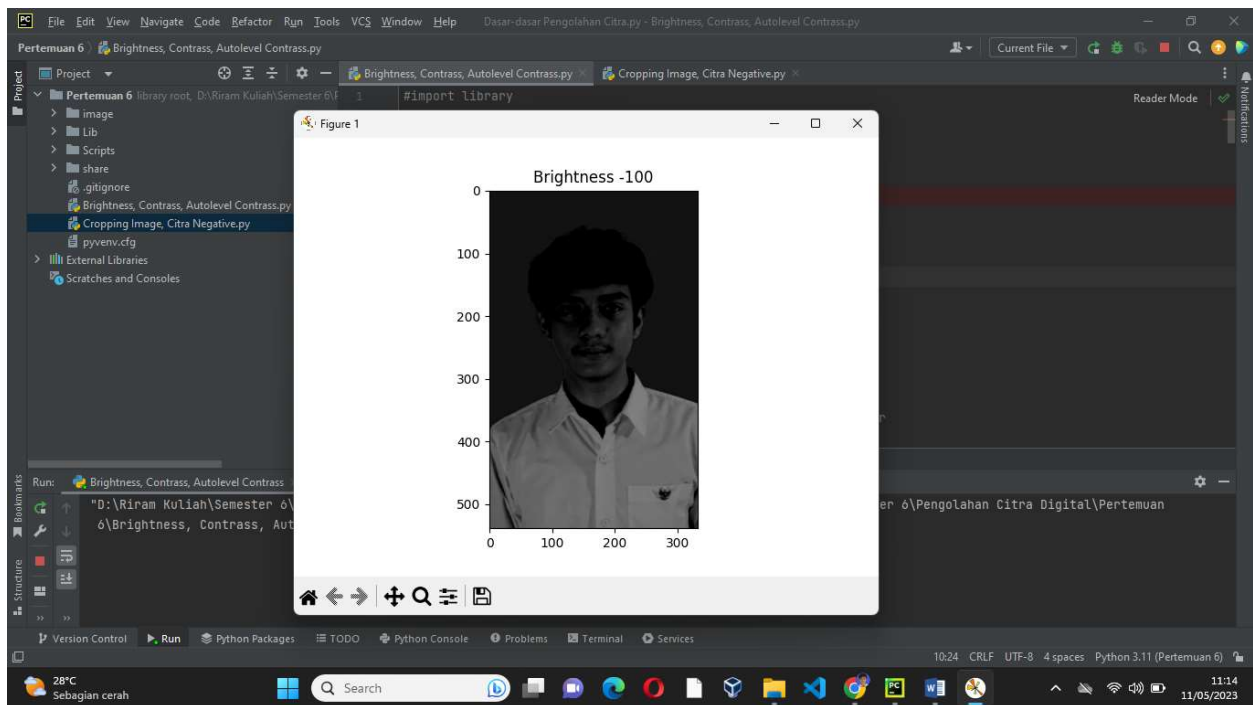 PC File Edit View Navigate Code Refactor Run Tools VCS Window Help Dasar-dasar Pengolahan Citra.py - Brightness, Contrass, Autolevel Contrass.py
Pertemuan 6 Brightness, Contrass, Autolevel Contrass.py Current File
Project Brightness, Contrass, Autolevel Contrass.py Cropping Image, Citra Negative.py
Project
Notifications
Pertemuan 6 library root, D:\Riram Kuliah\Semester 6\P 1 #import library Reader Mode
image
Lib
Scripts
share
.gitignore
Brightness, Contrass, Autolevel Contrass.py
Cropping Image, Citra Negative.py
pyvenv.cfg
External Libraries
Scratches and Consoles
Figure 1
Brightness -100
0
100
200
300
400
500
0 100 200 300
Bookmarks
Structure
Run: Brightness, Contrass, Autolevel Contrass
"D:\Riram Kuliah\Semester 6\ er 6\Pengolahan Citra Digital\Pertemuan
6\Brightness, Contrass, Aut
Version Control Run Python Packages TODO Python Console Problems Terminal Services
10:24 CRLF UTF-8 4 spaces Python 3.11 (Pertemuan 6)
28°C
Sebagian cerah
Search
PC
11:14
11/05/2023